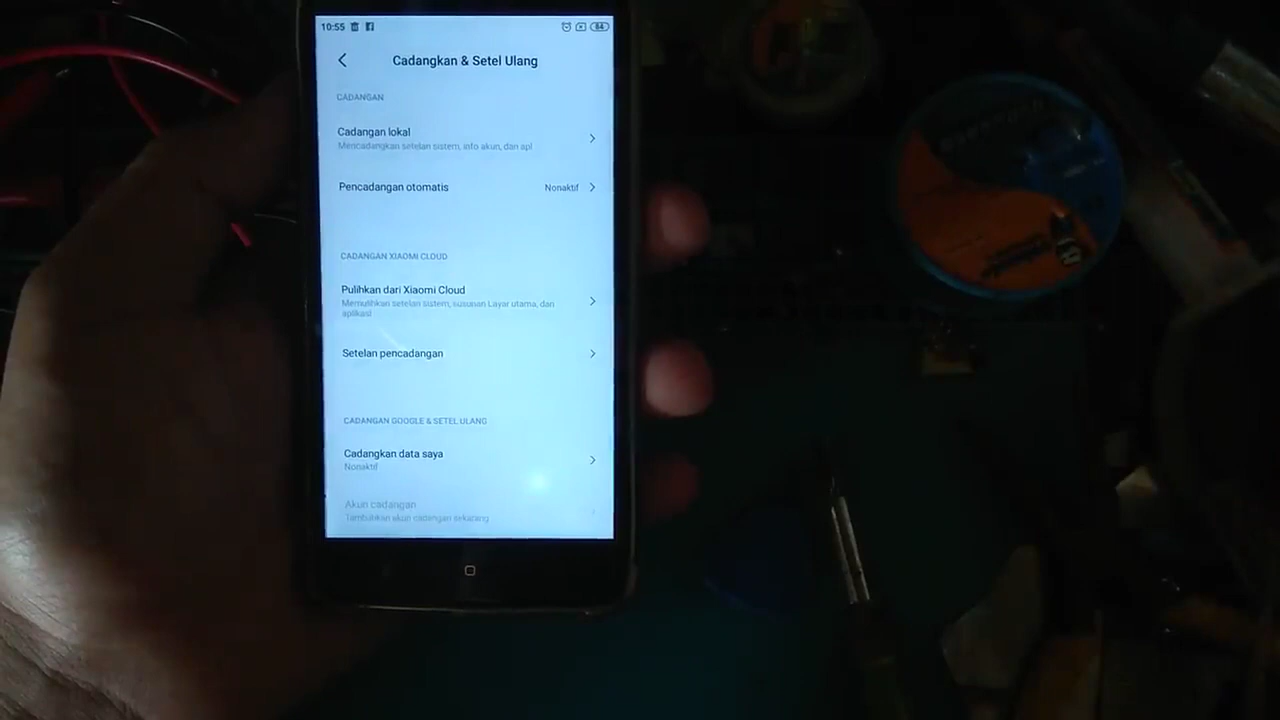 10:55
84
Cadangkan & Setel Ulang
CADANGAN
Cadangan lokal
Mencadangkan setelan sistem, info akun, dan apl
Pencadangan otomatis
Nonaktif
CADANGAN XIAOMI CLOUD
Pulihkan dari Xiaomi Cloud
Memulihkan setelan sistem, susunan Layar utama, dan
aplikasi
Setelan pencadangan
CADANGAN GOOGLE & SETEL ULANG
Cadangkan data saya
Nonaktif
Akun cadangan
Tambahkan akun cadangan sekarang